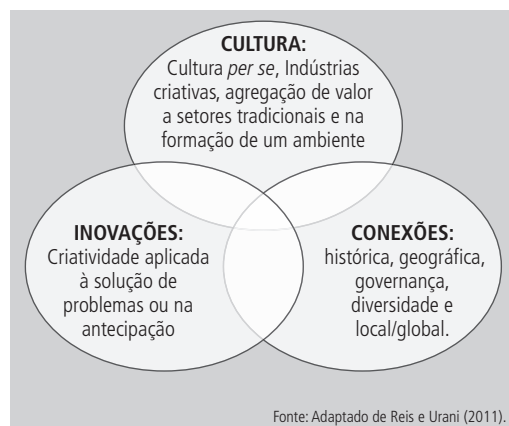 CULTURA:
Cultura per se, Indústrias
criativas, agregação de valor
a setores tradicionais e na
formação de um ambiente
INOVAÇÕES:
Criatividade aplicada
à solução de
problemas ou na
antecipação
CONEXÕES:
histórica, geográfica,
governança,
diversidade e
local/global.
Fonte: Adaptado de Reis e Urani (2011).